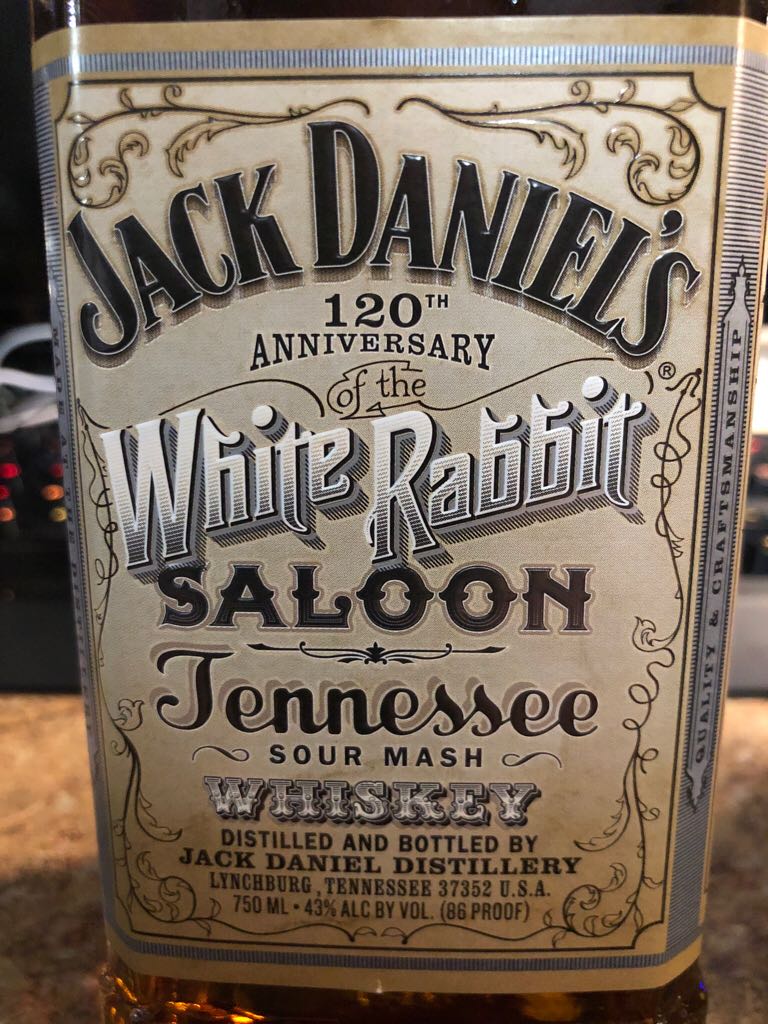 JACK DANIEL'S
120TH
ANNIVERSARY
of the
®
White Rabbit
SALOON
Tennessee
SOUR MASH
WHISKEY
DISTILLED AND BOTTLED BY
JACK DANIEL DISTILLERY
LYNCHBURG, TENNESSEE 37352 U.S.A.
750 ML • 43% ALC BY VOL. (86 PROOF)
QUALITY & CRAFTSMANSHIP